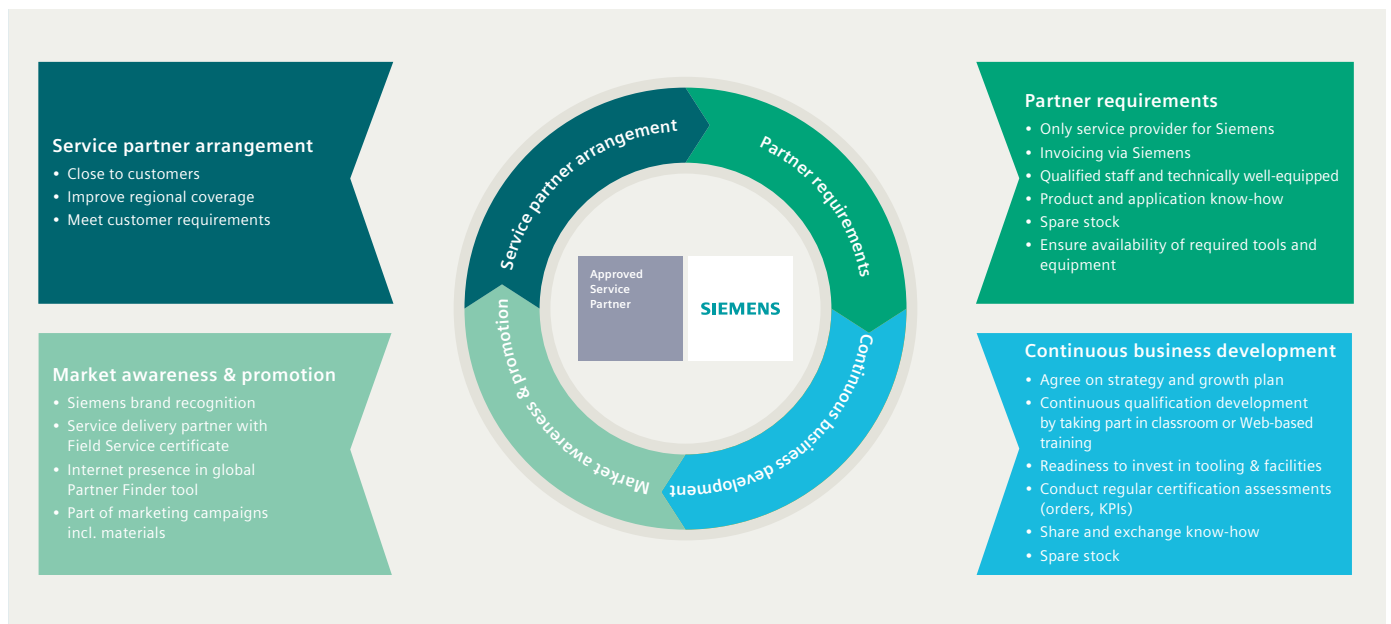 Service partner arrangement
• Close to customers
• Improve regional coverage
• Meet customer requirements
Market awareness & promotion
• Siemens brand recognition
• Service delivery partner with
Field Service certificate
• Internet presence in global
Partner Finder tool
• Part of marketing campaigns
incl. materials
Service partner arrangement
Partner requirements
Continuous business development
Market awareness & promotion
Approved
Service
Partner
SIEMENS
Partner requirements
• Only service provider for Siemens
• Invoicing via Siemens
• Qualified staff and technically well-equipped
• Product and application know-how
• Spare stock
• Ensure availability of required tools and
equipment
Continuous business development
• Agree on strategy and growth plan
• Continuous qualification development
by taking part in classroom or Web-based
training
• Readiness to invest in tooling & facilities
• Conduct regular certification assessments
(orders, KPIs)
• Share and exchange know-how
• Spare stock